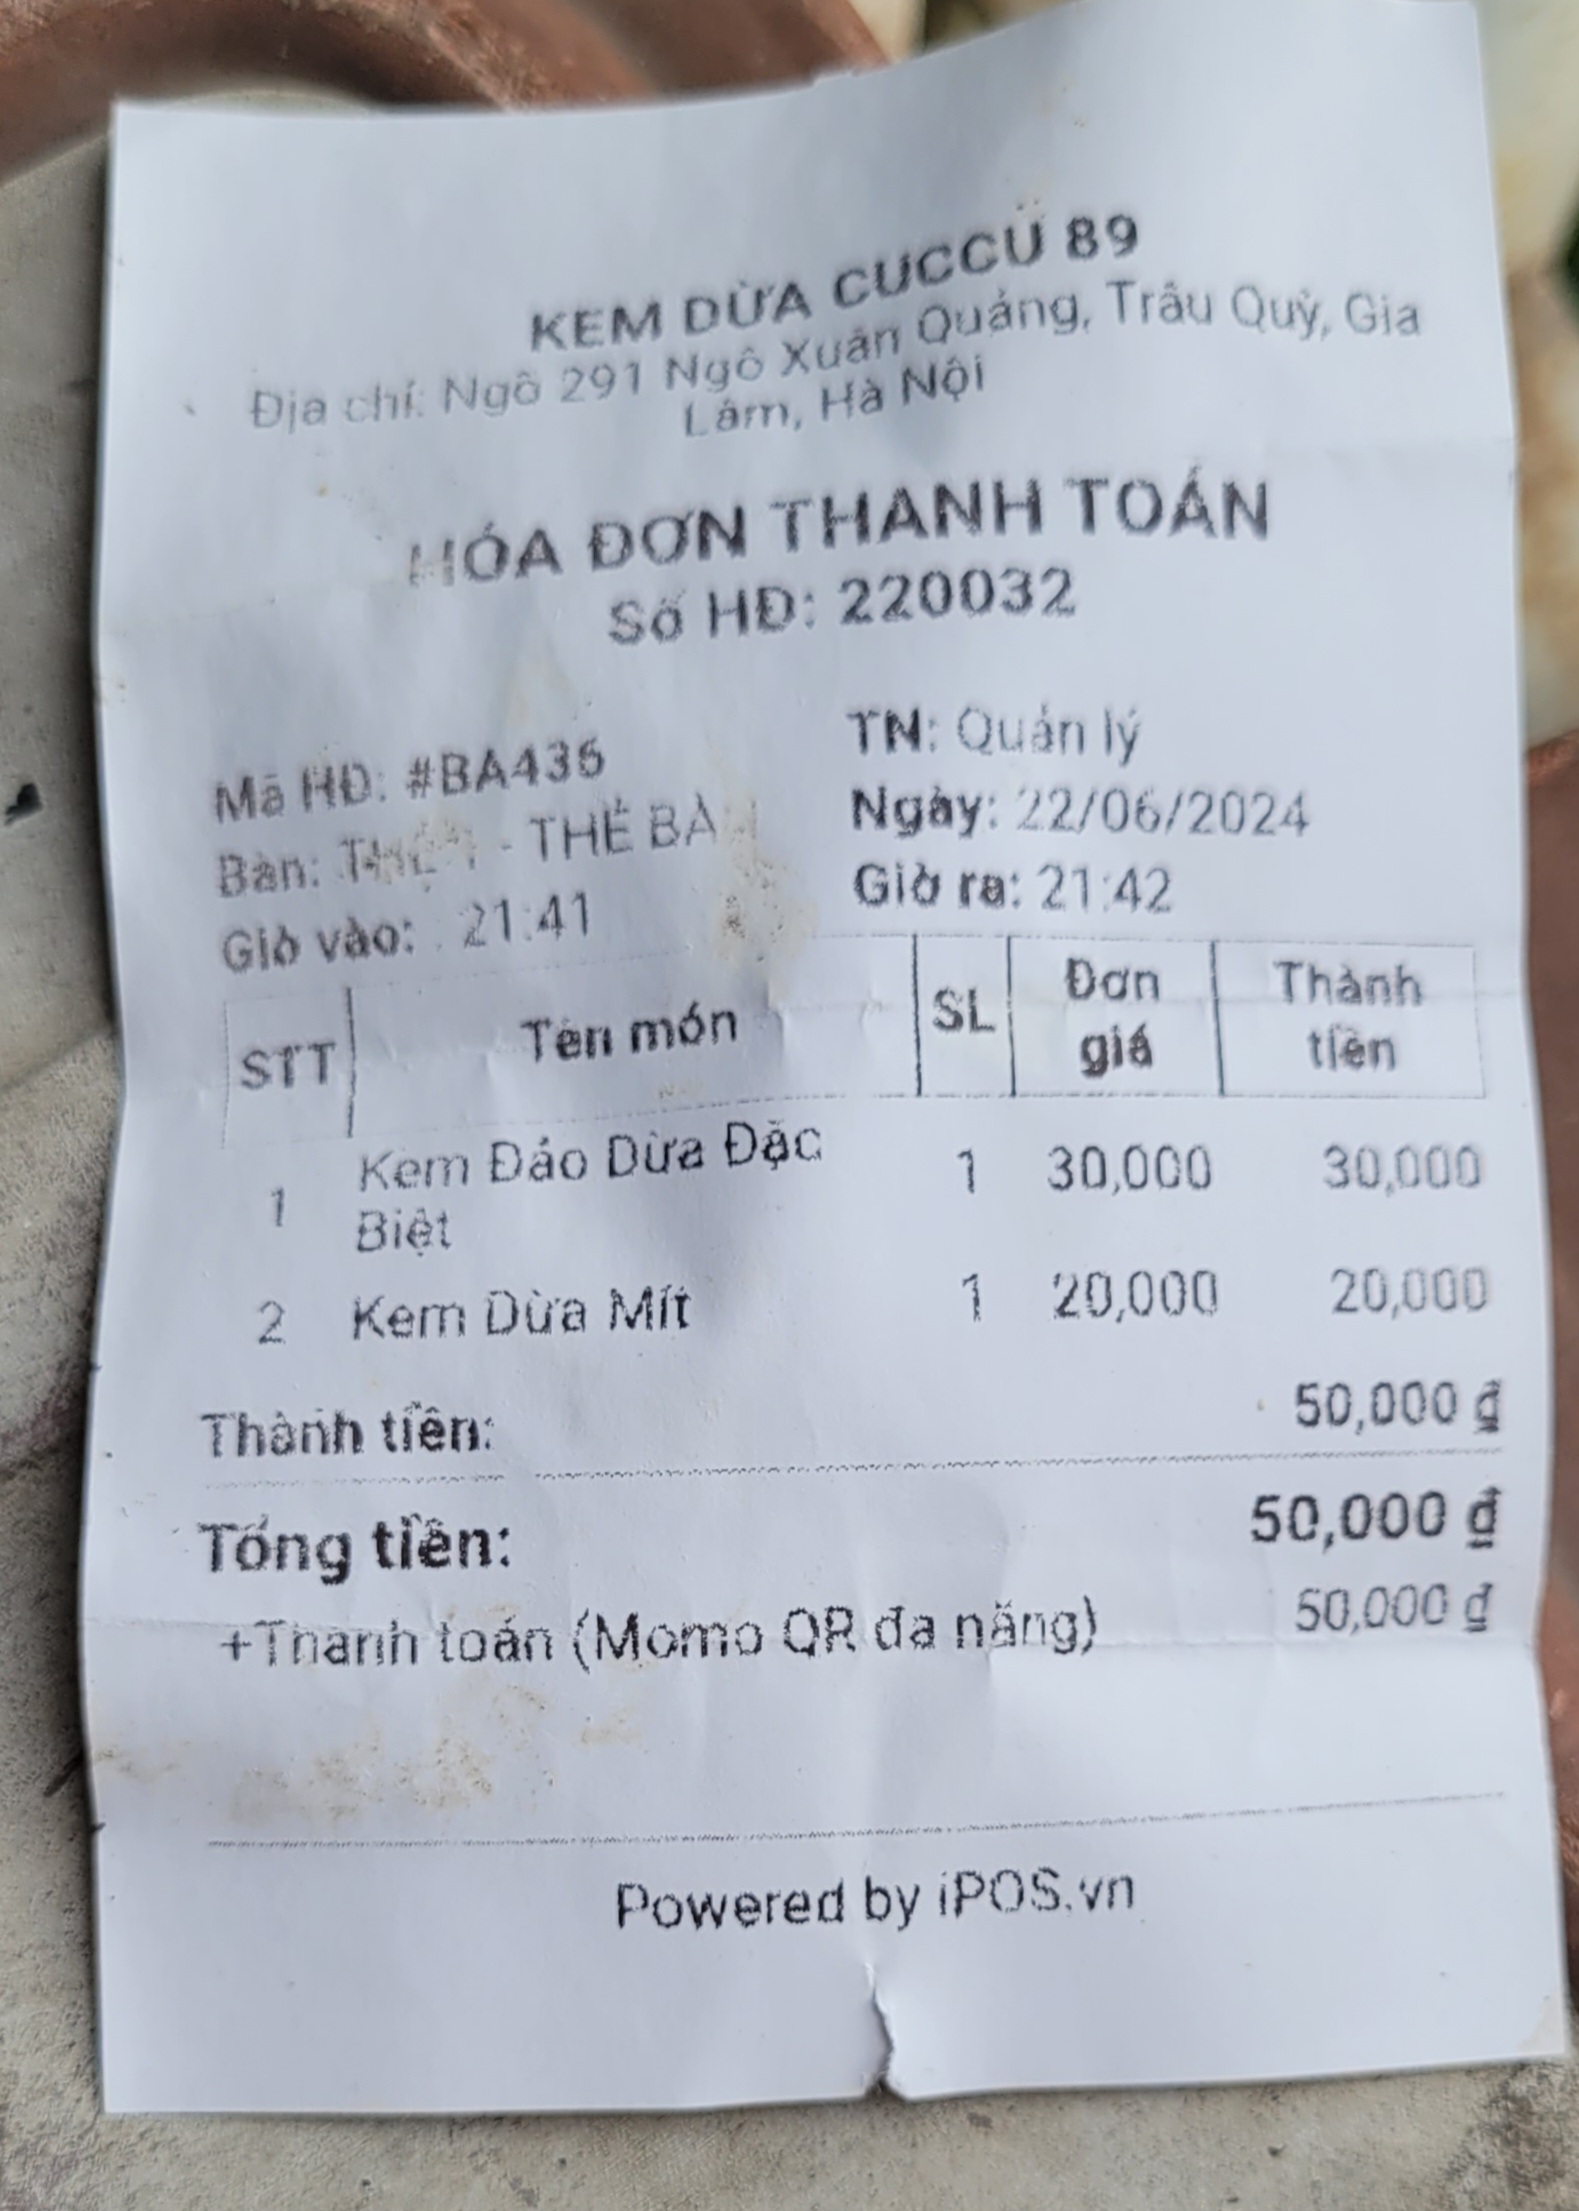 KEM DỪA CUCCU 89
Địa chỉ: Ngõ 291 Ngô Xuân Quảng, Trâu Quỳ, Gia
Lâm, Hà Nội
HÓA ĐƠN THANH TOÁN
Số HĐ: 220032
TN: Quản lý
Mã HĐ: #BA435
Ngày: 22/06/2024
Bàn: - THẺ
Giờ ra: 21:42
Giờ vào: 21:41
STT Tên món SL Đơn giá Thành tiền
1 Kem Đảo Dừa Đặc 1 30,000 30,000
Biệt
2 Kem Dừa Mít 1 20,000 20,000
Thành tiền: 50,000 ₫
Tổng tiền: 50,000 ₫
+Thanh toán (Momo QR đa năng) 50,000 ₫
Powered by iPOS.vn